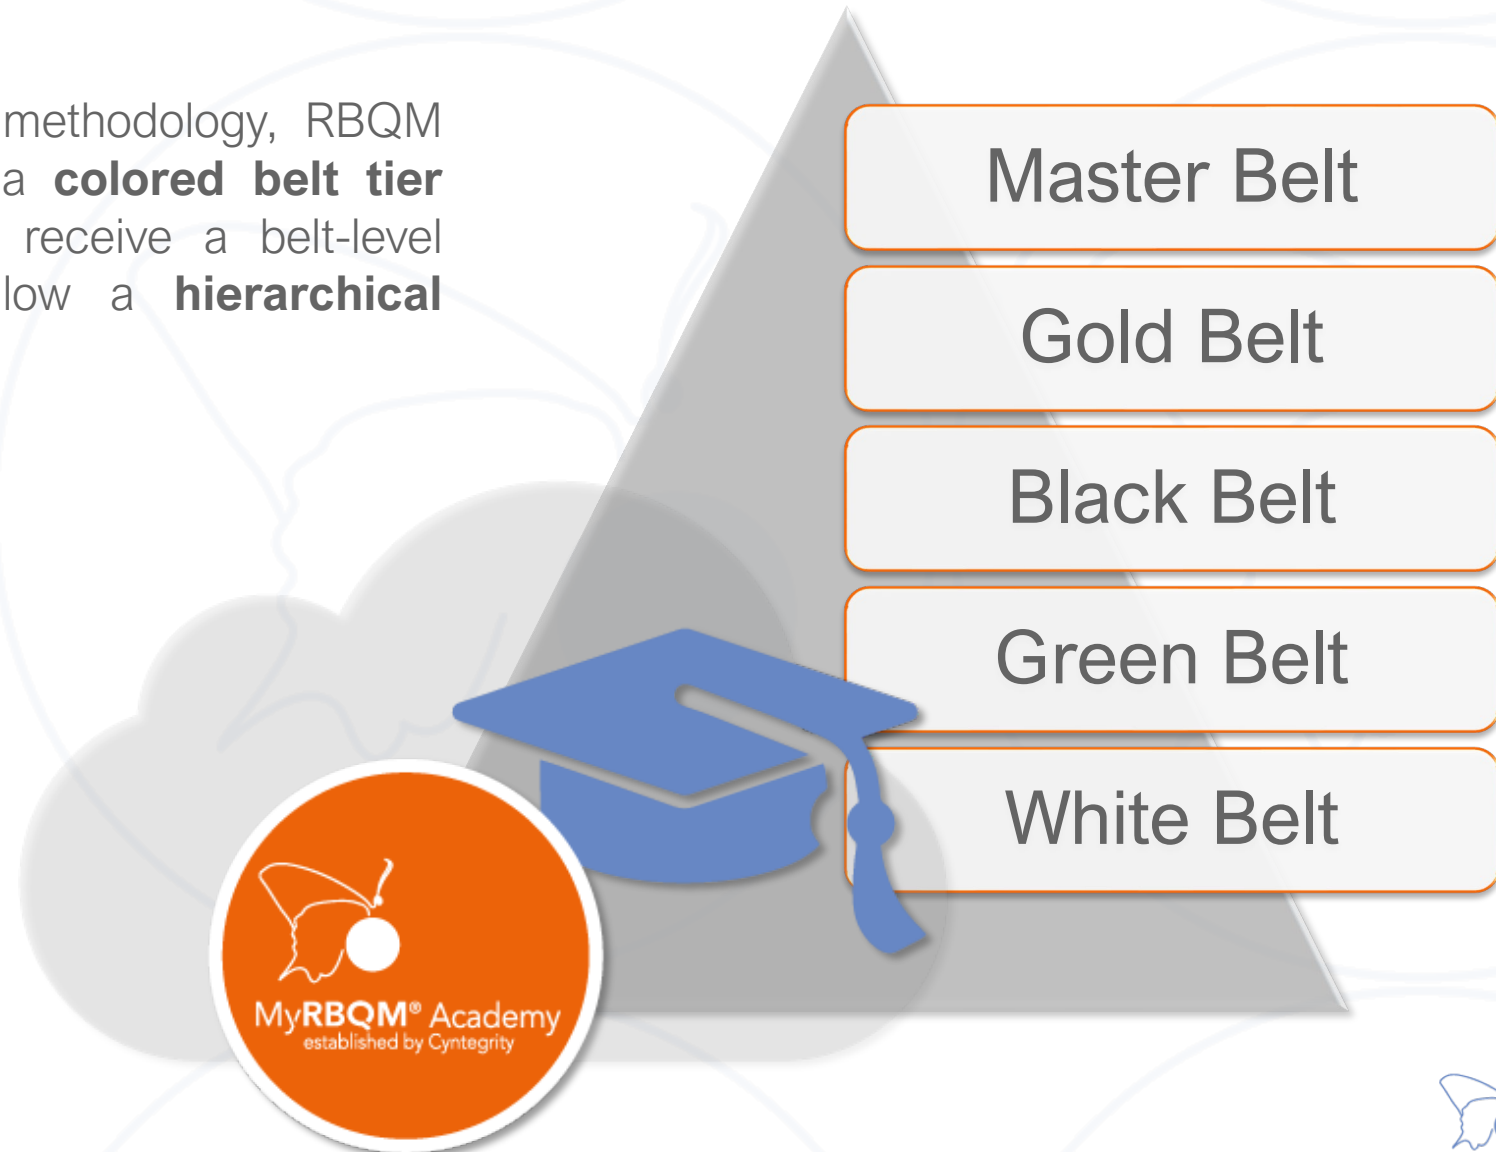 methodology, RBQM
a colored belt tier
receive a belt-level
low a hierarchical
Master Belt
Gold Belt
Black Belt
Green Belt
White Belt
MyRBQM® Academy
established by Cyntegrity